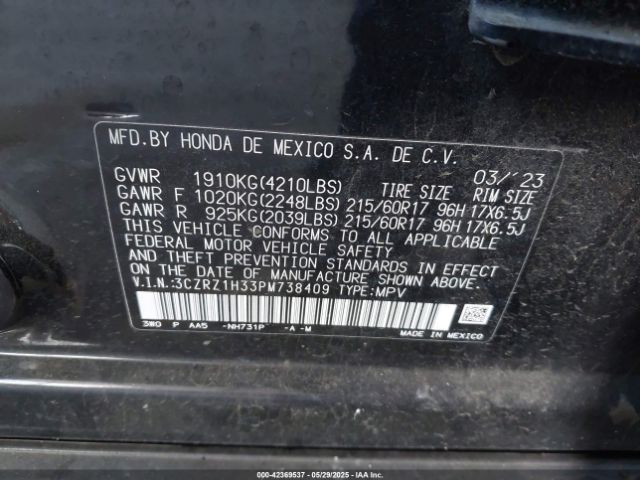 MFD.BY HONDA DE MEXICO S.A. DE C.V.
03/'23
GVWR 1910KG(4210LBS) TIRE SIZE RIM SIZE
GAWR F 1020KG(2248LBS) 215/60R17 96H 17X6.5J
GAWR R 925KG(2039LBS) 215/60R17 96H 17X6.5J
THIS VEHICLE CONFORMS TO ALL APPLICABLE
FEDERAL MOTOR VEHICLE SAFETY
AND THEFT PREVENTION STANDARDS IN EFFECT
ON THE DATE OF MANUFACTURE SHOWN ABOVE.
V.I.N.:3CZRZ1H33PM738409 TYPE:MPV
3W0 P AA5 -NH731P -A-M
MADE IN MEXICO
000-42369537 - 05/29/2025 - IAAI.COM